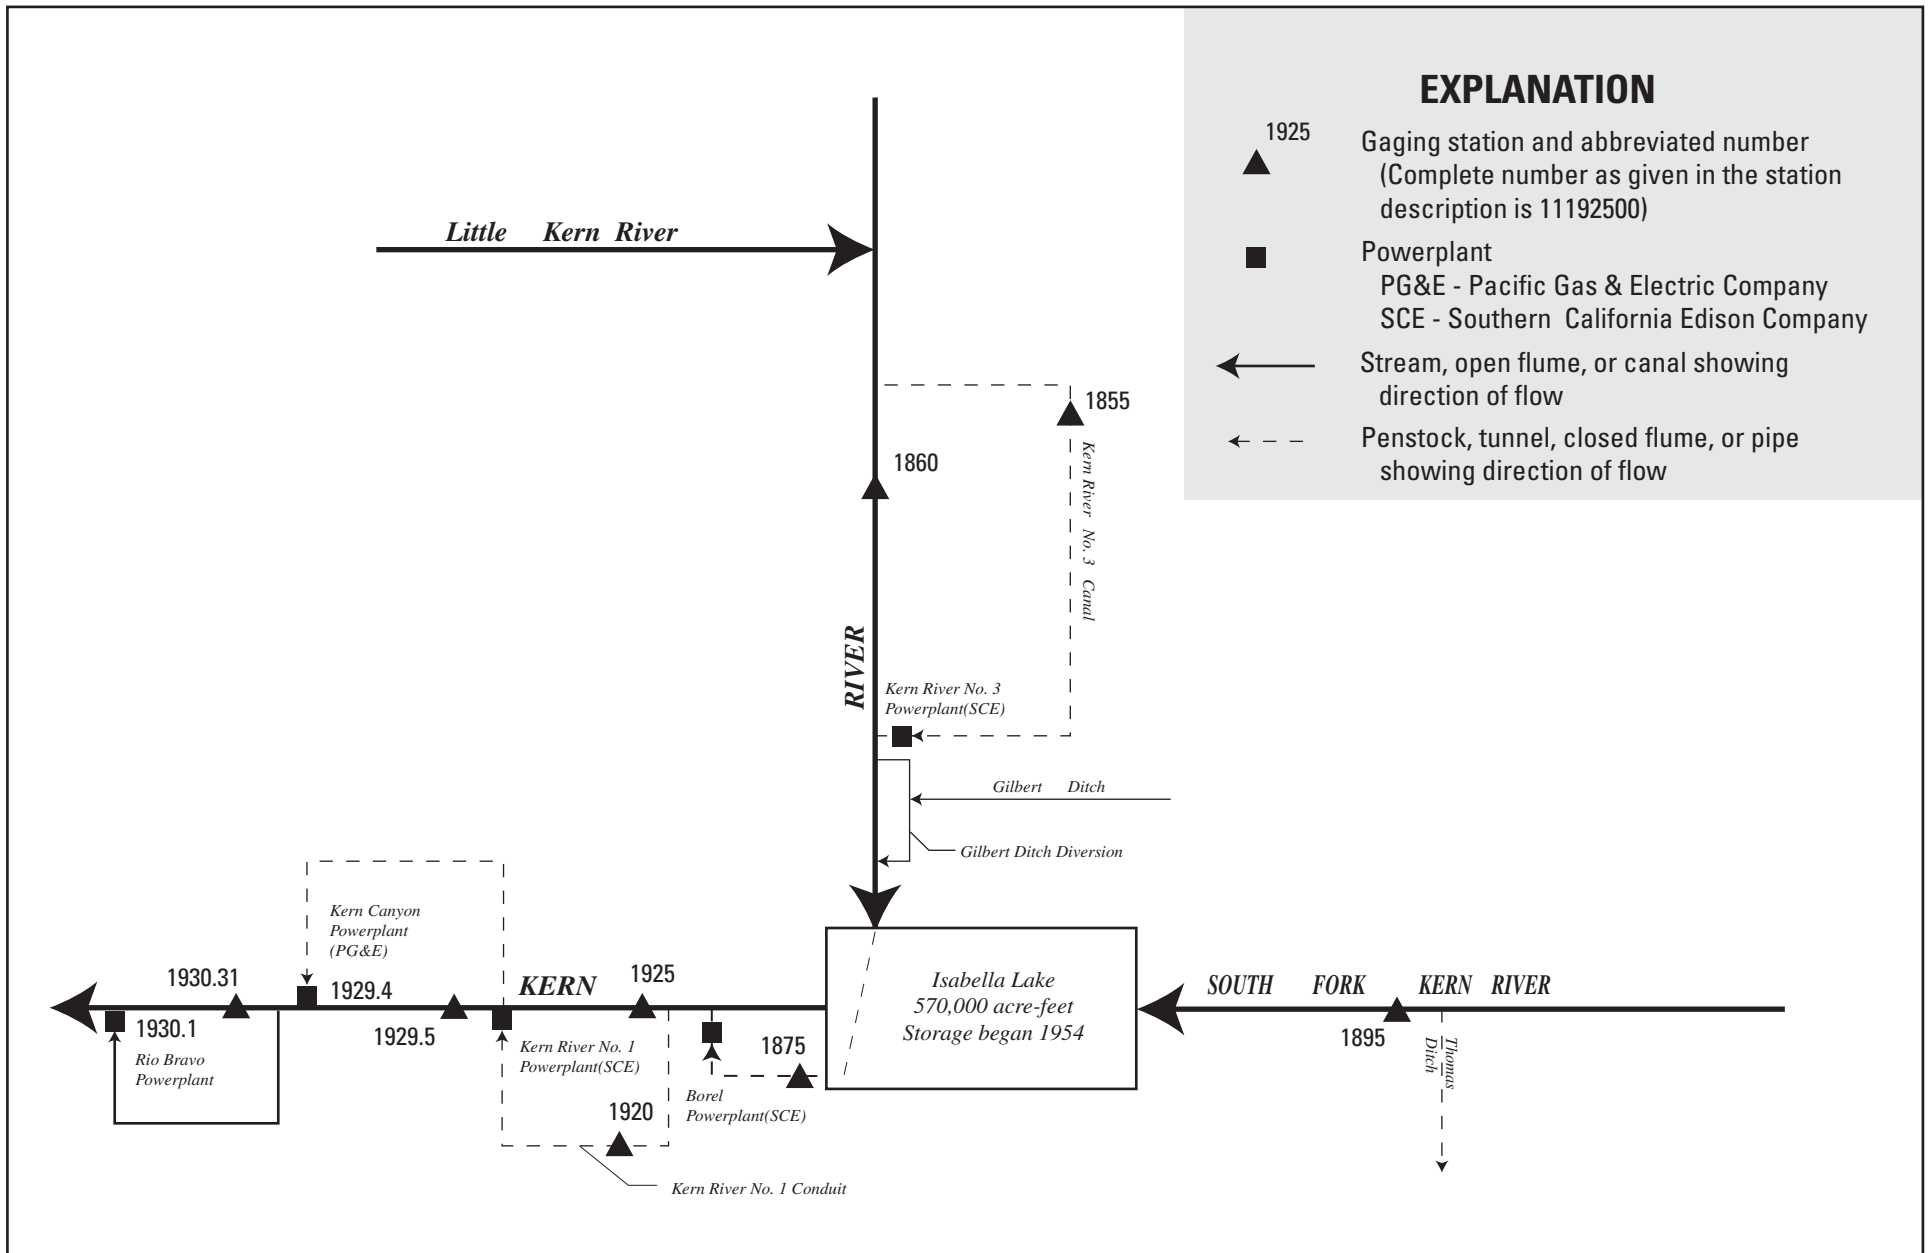 EXPLANATION
1925
Gaging station and abbreviated number
(Complete number as given in the station
description is 11192500)
Powerplant
PG&E - Pacific Gas & Electric Company
SCE - Southern California Edison Company
Stream, open flume, or canal showing
direction of flow
Penstock, tunnel, closed flume, or pipe
showing direction of flow
Little Kern River
1855
1860
Kern River No. 3 Canal
RIVER
Kern River No. 3
Powerplant(SCE)
Gilbert Ditch
Gilbert Ditch Diversion
Kern Canyon
Powerplant
(PG&E)
1930.31
1929.4
KERN
1925
Isabella Lake
570,000 acre-feet
Storage began 1954
SOUTH FORK KERN RIVER
1895
Thomas
Ditch
1930.1
Rio Bravo
Powerplant
1929.5
Kern River No. 1
Powerplant(SCE)
1875
Borel
Powerplant(SCE)
1920
Kern River No. 1 Conduit